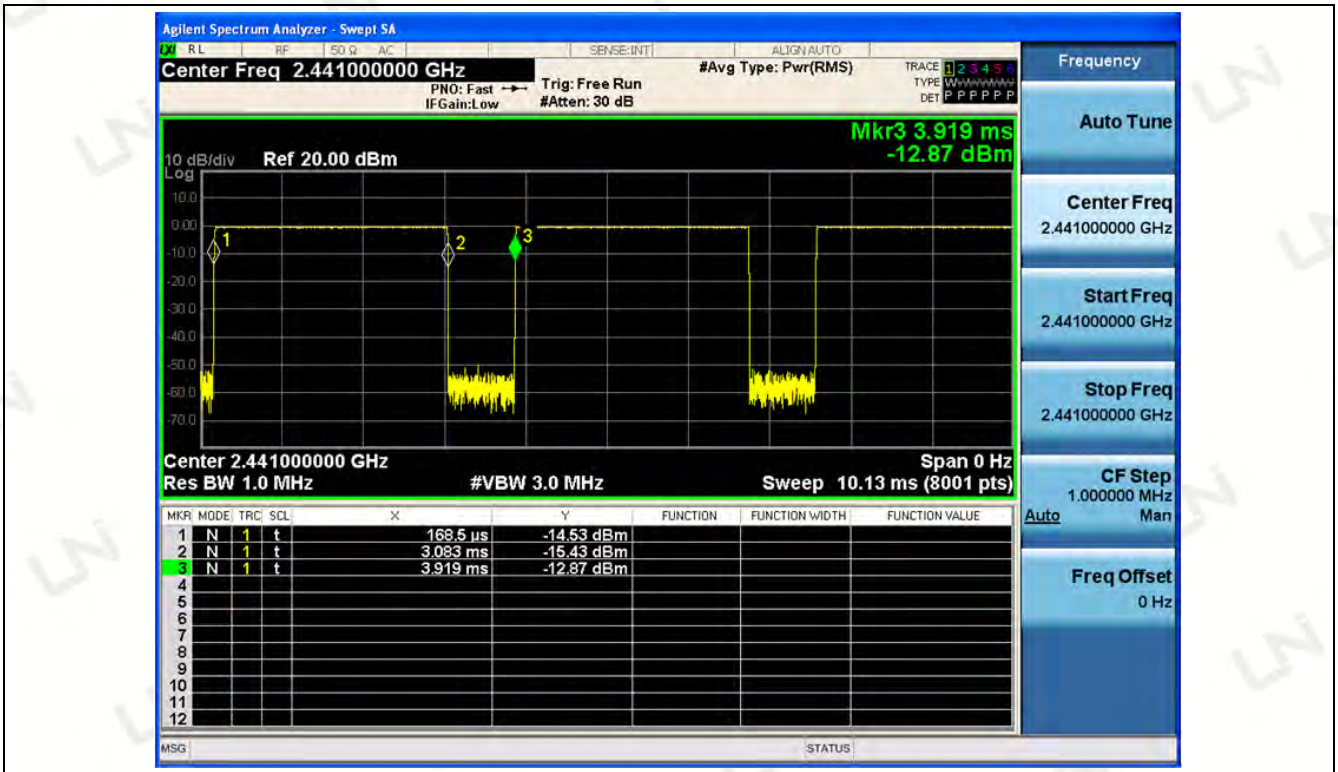 Agilent Spectrum Analyzer - Swept SA
LXI RL RF 50 Ω AC SENSE:INT ALIGN AUTO
Center Freq 2.441000000 GHz
PNO: Fast
IFGain:Low
Trig: Free Run
#Atten: 30 dB
#Avg Type: Pwr(RMS)
TRACE 1 2 3 4 5 6
TYPE W
DET P P P P P P
Mkr3 3.919 ms
-12.87 dBm
10 dB/div Ref 20.00 dBm
Log
10.0
0.00
-10.0
-20.0
-30.0
-40.0
-50.0
-60.0
-70.0
1
2
3
Center 2.441000000 GHz Span 0 Hz
Res BW 1.0 MHz #VBW 3.0 MHz Sweep 10.13 ms (8001 pts)
MKR MODE TRC SCL X Y FUNCTION FUNCTION WIDTH FUNCTION VALUE
1 N 1 t 168.5 µs -14.53 dBm
2 N 1 t 3.083 ms -15.43 dBm
3 N 1 t 3.919 ms -12.87 dBm
4
5
6
7
8
9
10
11
12
MSG STATUS
Frequency
Auto Tune
Center Freq
2.441000000 GHz
Start Freq
2.441000000 GHz
Stop Freq
2.441000000 GHz
CF Step
1.000000 MHz
Auto Man
Freq Offset
0 Hz